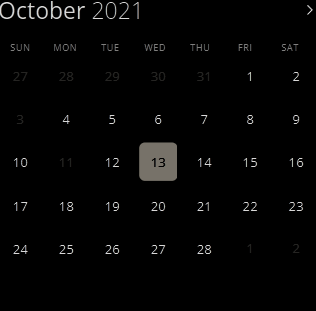 October 2021
SUN MON TUE WED THU FRI SAT
27 28 29 30 31 1 2
3 4 5 6 7 8 9
10 11 12 13 14 15 16
17 18 19 20 21 22 23
24 25 26 27 28 1 2